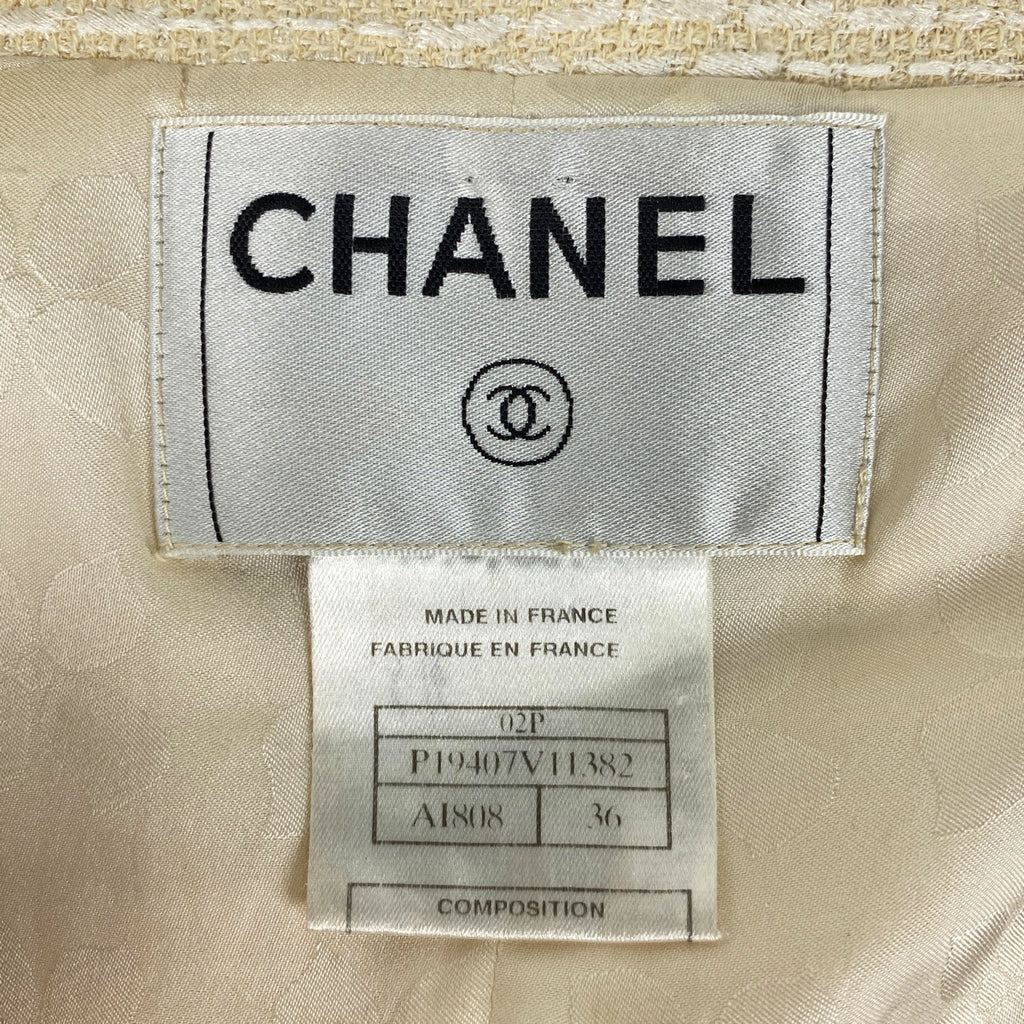 CHANEL
MADE IN FRANCE
FABRIQUE EN FRANCE
02P
P19407V11382
A1808 36
COMPOSITION